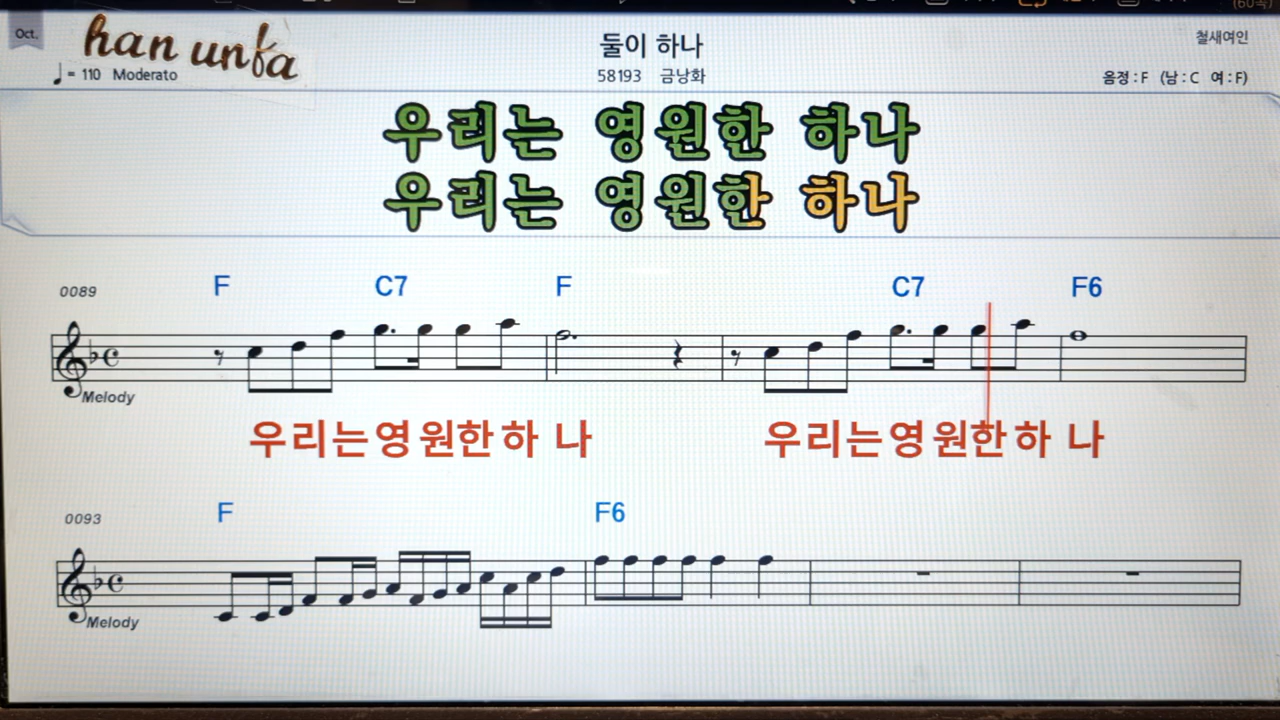 (60곡)
Oct.
han unfa
둘이 하나
철새여인
♩ = 110 Moderato
58193 금낭화
음정 : F (남 : C 여 : F)
우리는 영원한 하나
우리는 영원한 하나
0089
F C7 F C7 F6
Melody
우리는영원한하 나 우리는영원한하 나
0093
F F6
Melody